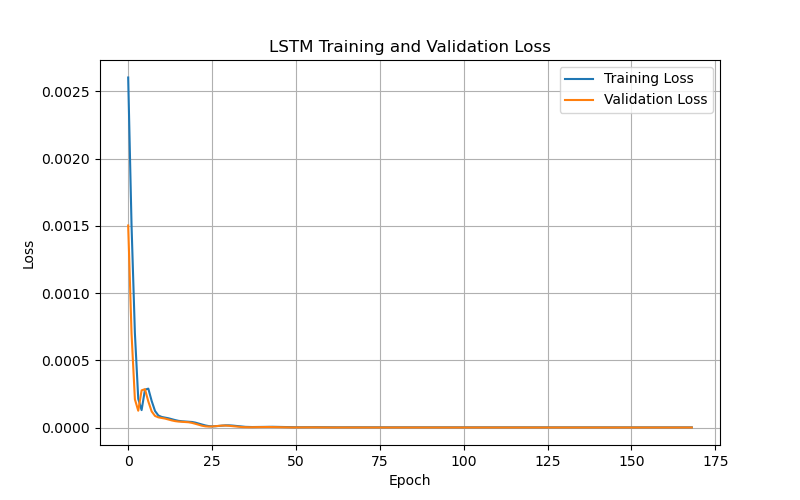 LSTM Training and Validation Loss
Training Loss
Validation Loss
Loss
0.0025
0.0020
0.0015
0.0010
0.0005
0.0000
0 25 50 75 100 125 150 175
Epoch